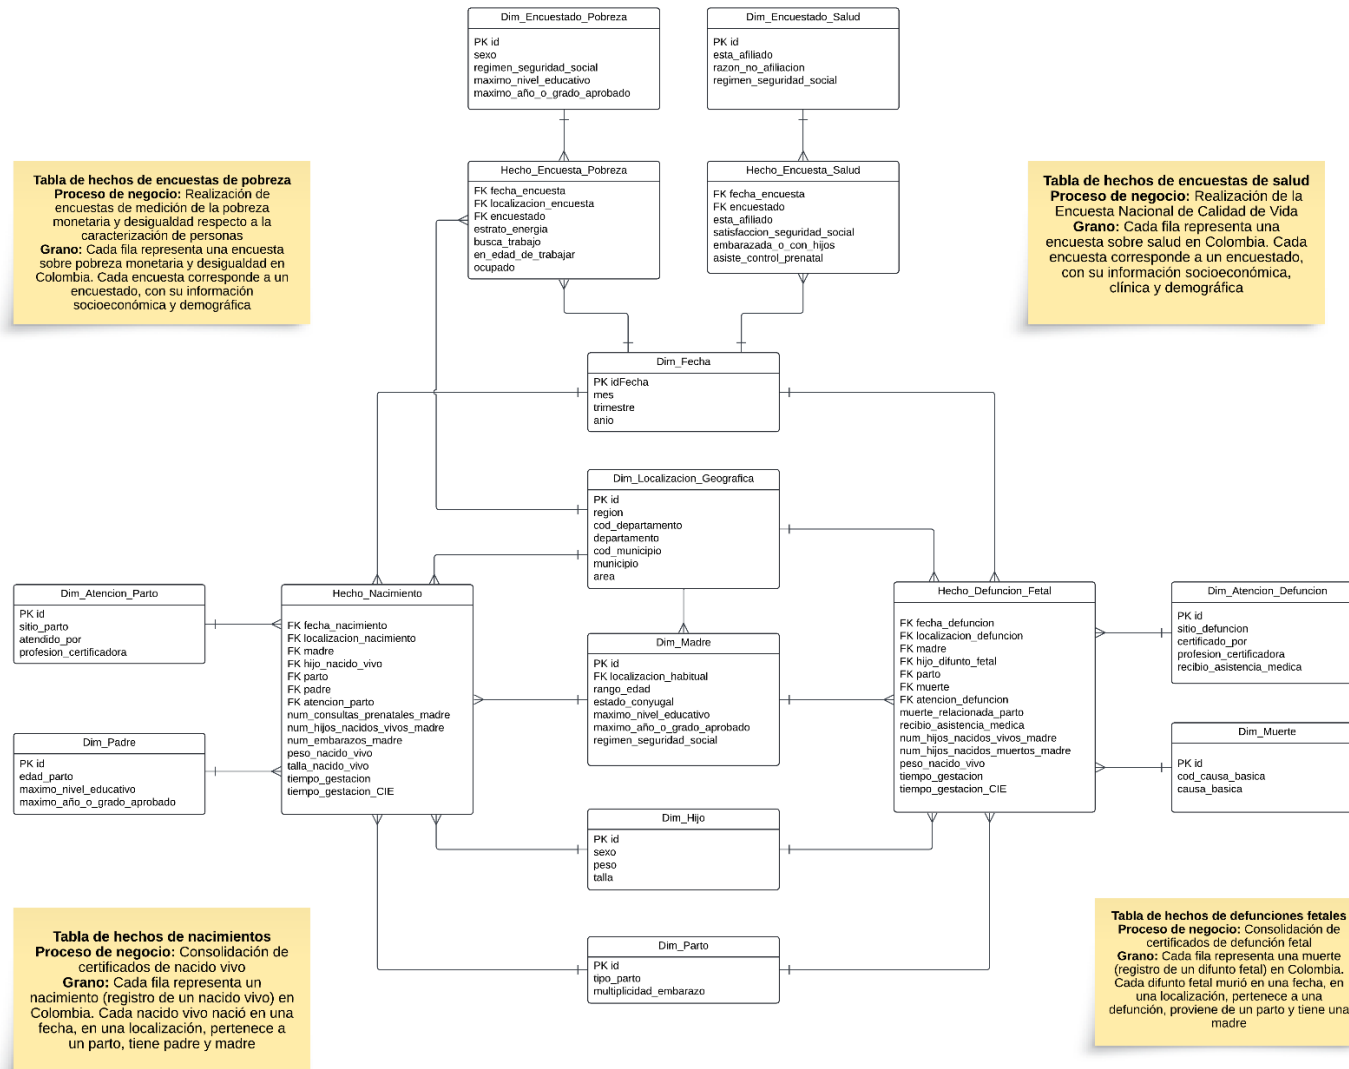 Dim_Encuestado_Pobreza
PK id
sexo
regimen_seguridad_social
maximo_nivel_educativo
maximo_año_o_grado_aprobado
Dim_Encuestado_Salud
PK id
esta_afiliado
razon_no_afiliacion
regimen_seguridad_social
Tabla de hechos de encuestas de pobreza
Proceso de negocio: Realización de
encuestas de medición de la pobreza
monetaria y desigualdad respecto a la
caracterización de personas
Grano: Cada fila representa una encuesta
sobre pobreza monetaria y desigualdad en
Colombia. Cada encuesta corresponde a un
encuestado, con su información
socioeconómica y demográfica
Hecho_Encuesta_Pobreza
FK fecha_encuesta
FK localizacion_encuesta
FK encuestado
estrato_energia
busca_trabajo
en_edad_de_trabajar
ocupado
Hecho_Encuesta_Salud
FK fecha_encuesta
FK encuestado
esta_afiliado
satisfaccion_seguridad_social
embarazada_o_con_hijos
asiste_control_prenatal
Tabla de hechos de encuestas de salud
Proceso de negocio: Realización de la
Encuesta Nacional de Calidad de Vida
Grano: Cada fila representa una
encuesta sobre salud en Colombia. Cada
encuesta corresponde a un encuestado,
con su información socioeconómica,
clínica y demográfica
Dim_Fecha
PK idFecha
mes
trimestre
anio
Dim_Localizacion_Geografica
PK id
region
cod_departamento
departamento
cod_municipio
municipio
area
Dim_Atencion_Parto
PK id
sitio_parto
atendido_por
profesion_certificadora
Hecho_Nacimiento
FK fecha_nacimiento
FK localizacion_nacimiento
FK madre
FK hijo_nacido_vivo
FK parto
FK padre
FK atencion_parto
num_consultas_prenatales_madre
num_hijos_nacidos_vivos_madre
num_embarazos_madre
peso_nacido_vivo
talla_nacido_vivo
tiempo_gestacion
tiempo_gestacion_CIE
Dim_Madre
PK id
FK localizacion_habitual
rango_edad
estado_conyugal
maximo_nivel_educativo
maximo_año_o_grado_aprobado
regimen_seguridad_social
Hecho_Defuncion_Fetal
FK fecha_defuncion
FK localizacion_defuncion
FK madre
FK hijo_difunto_fetal
FK parto
FK muerte
FK atencion_defuncion
muerte_relacionada_parto
recibio_asistencia_medica
num_hijos_nacidos_vivos_madre
num_hijos_nacidos_muertos_madre
peso_nacido_vivo
tiempo_gestacion
tiempo_gestacion_CIE
Dim_Atencion_Defuncion
PK id
sitio_defuncion
certificado_por
profesion_certificadora
recibio_asistencia_medica
Dim_Padre
PK id
edad_parto
maximo_nivel_educativo
maximo_año_o_grado_aprobado
Dim_Muerte
PK id
cod_causa_basica
causa_basica
Dim_Hijo
PK id
sexo
peso
talla
Dim_Parto
PK id
tipo_parto
multiplicidad_embarazo
Tabla de hechos de nacimientos
Proceso de negocio: Consolidación de
certificados de nacido vivo
Grano: Cada fila representa un
nacimiento (registro de un nacido vivo) en
Colombia. Cada nacido vivo nació en una
fecha, en una localización, pertenece a
un parto, tiene padre y madre
Tabla de hechos de defunciones fetales
Proceso de negocio: Consolidación de
certificados de defunción fetal
Grano: Cada fila representa una muerte
(registro de un difunto fetal) en Colombia.
Cada difunto fetal murió en una fecha, en
una localización, pertenece a una
defunción, proviene de un parto y tiene una
madre